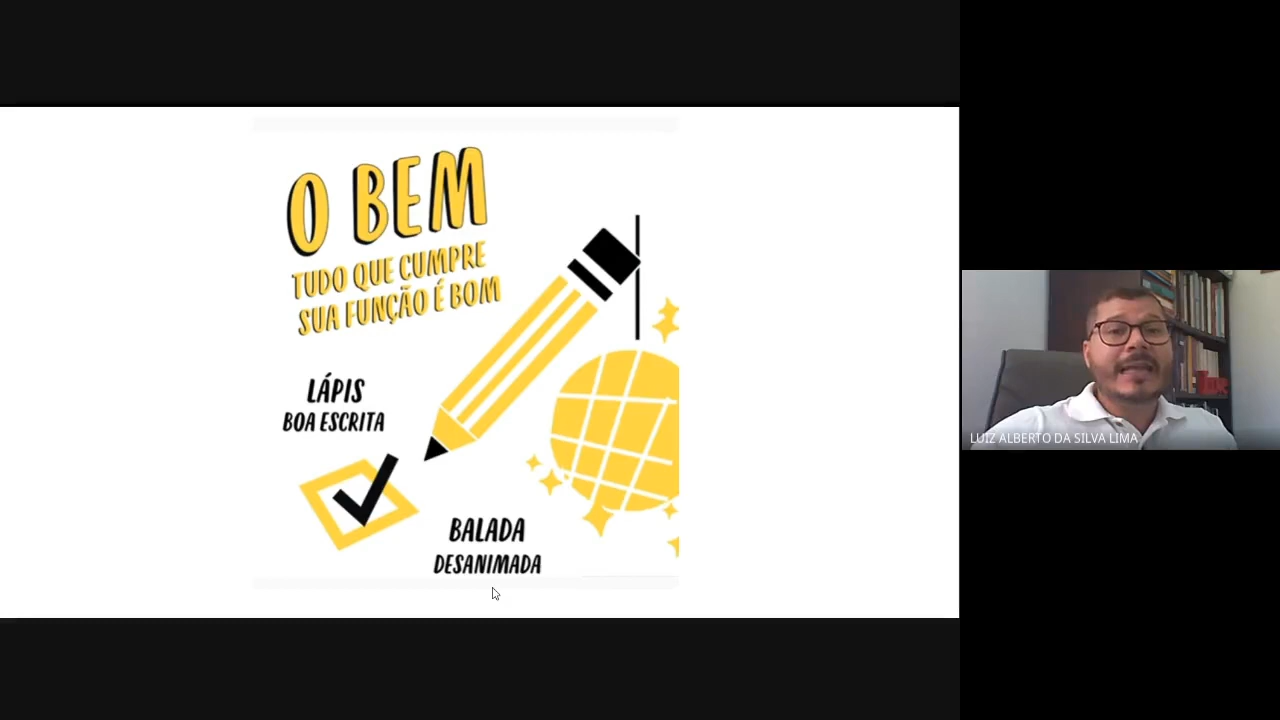 O BEM
TUDO QUE CUMPRE
SUA FUNÇÃO É BOM
LÁPIS
BOA ESCRITA
BALADA
DESANIMADA
LUIZ ALBERTO DA SILVA LIMA